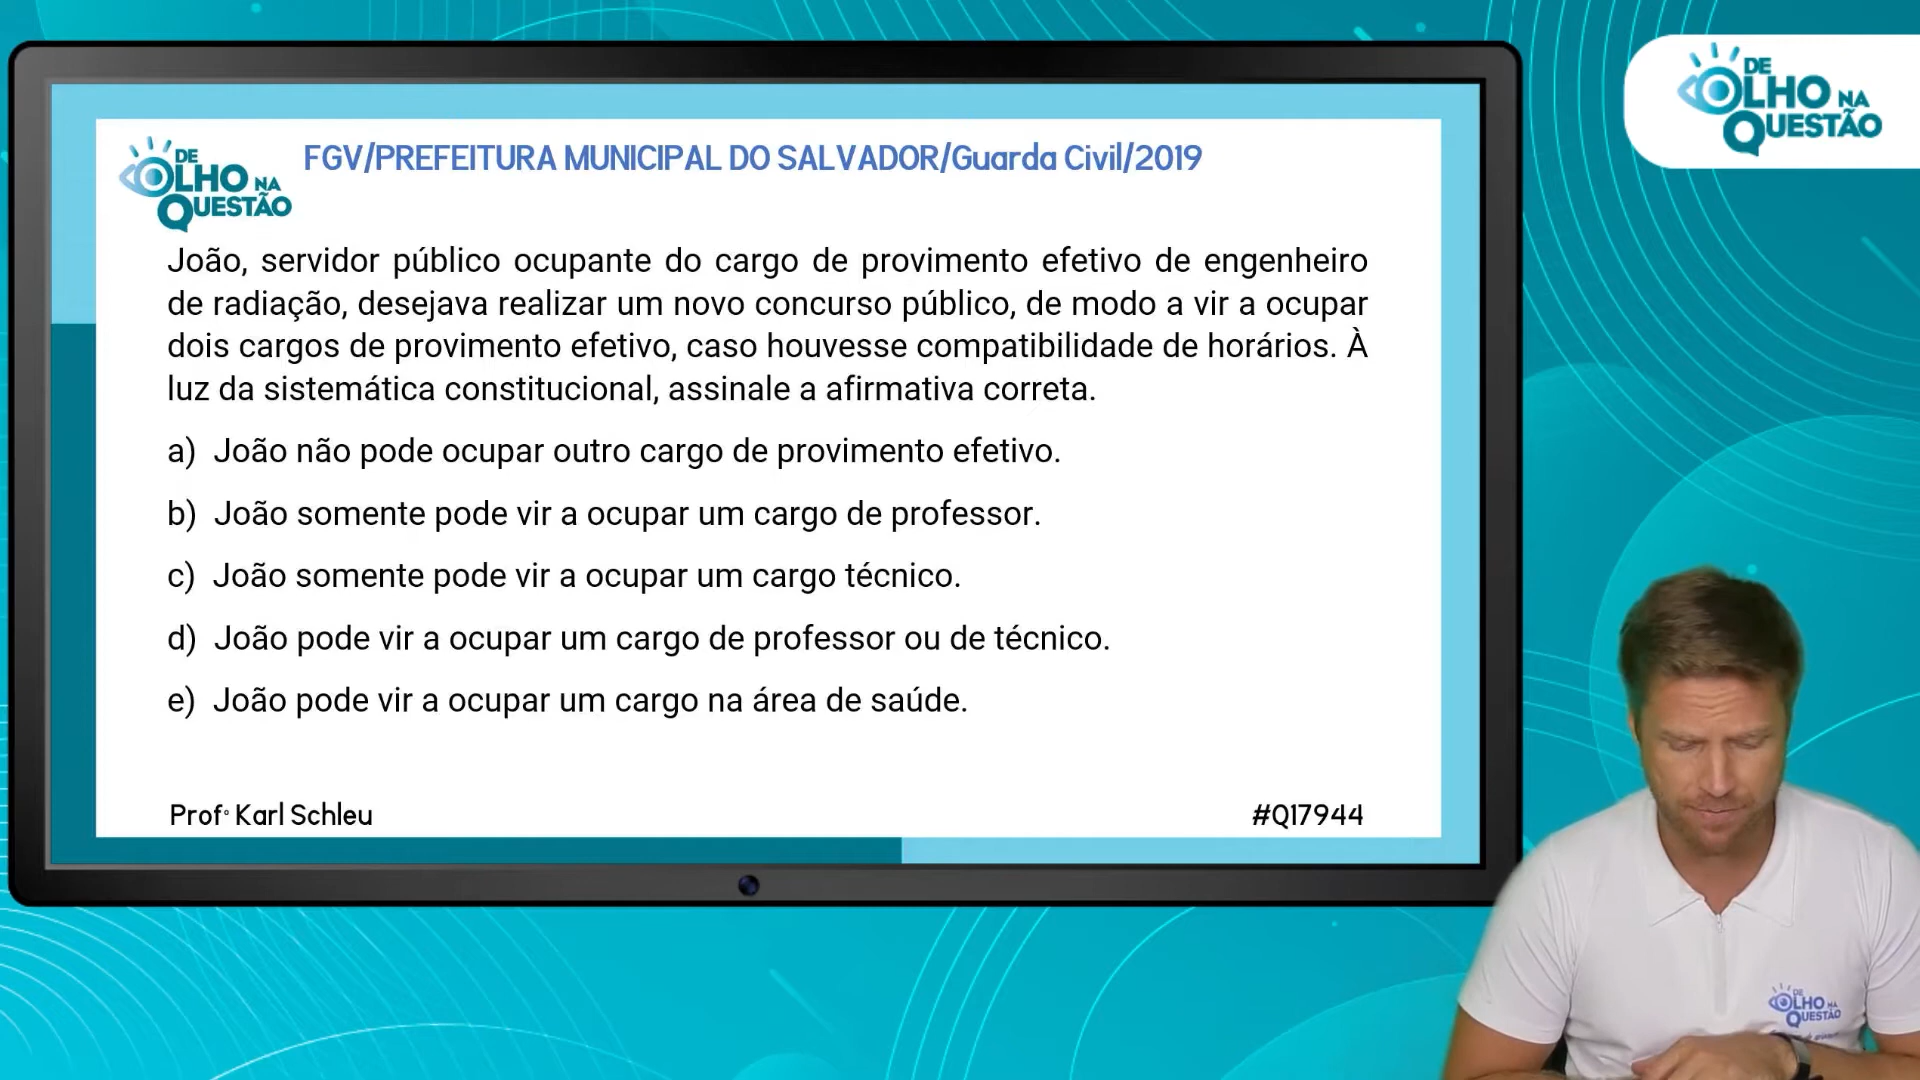 DE
OLHO NA
QUESTÃO
FGV/PREFEITURA MUNICIPAL DO SALVADOR/Guarda Civil/2019
DE
OLHO NA
QUESTÃO
João, servidor público ocupante do cargo de provimento efetivo de engenheiro
de radiação, desejava realizar um novo concurso público, de modo a vir a ocupar
dois cargos de provimento efetivo, caso houvesse compatibilidade de horários. À
luz da sistemática constitucional, assinale a afirmativa correta.
a) João não pode ocupar outro cargo de provimento efetivo.
b) João somente pode vir a ocupar um cargo de professor.
c) João somente pode vir a ocupar um cargo técnico.
d) João pode vir a ocupar um cargo de professor ou de técnico.
e) João pode vir a ocupar um cargo na área de saúde.
Prof° Karl Schleu
#Q17944
DE
OLHO NA
QUESTÃO